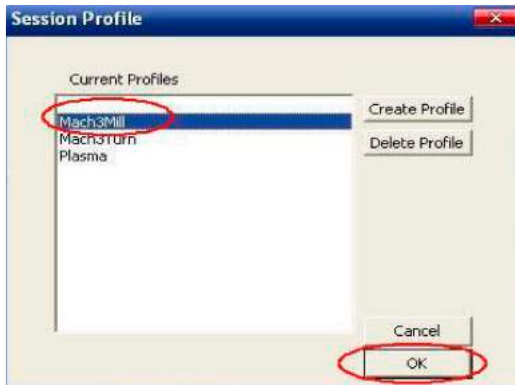 Session Profile
Current Profiles
Mach3Mill
Mach3Turn
Plasma
Create Profile
Delete Profile
Cancel
OK